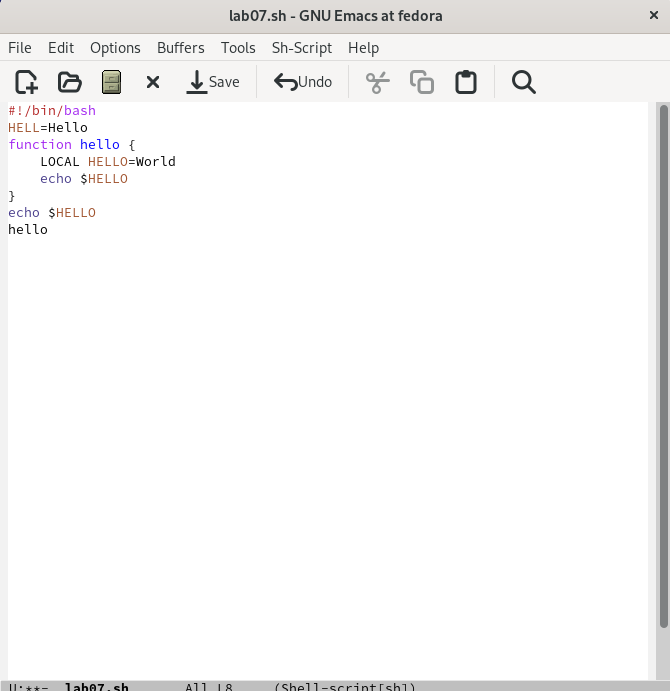 lab07.sh - GNU Emacs at fedora
File Edit Options Buffers Tools Sh-Script Help
Save Undo
#!/bin/bash
HELL=Hello
function hello {
    LOCAL HELLO=World
    echo $HELLO
}
echo $HELLO
hello
U:**- lab07.sh All L8 (Shell-script[sh])